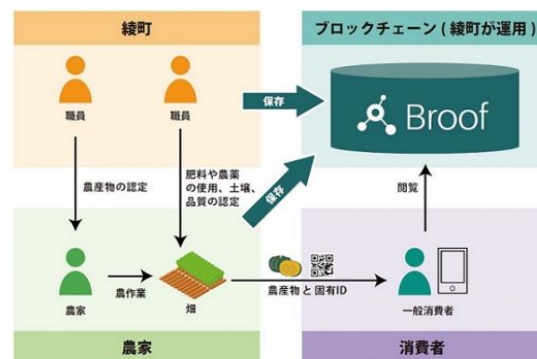 綾町
ブロックチェーン ( 綾町が運用 )
職員
職員
保存
Broof
農産物の認定
肥料や農薬
の使用、土壌、
品質の認定
保存
閲覧
農家
農作業
畑
農産物と固有ID
一般消費者
農家
消費者